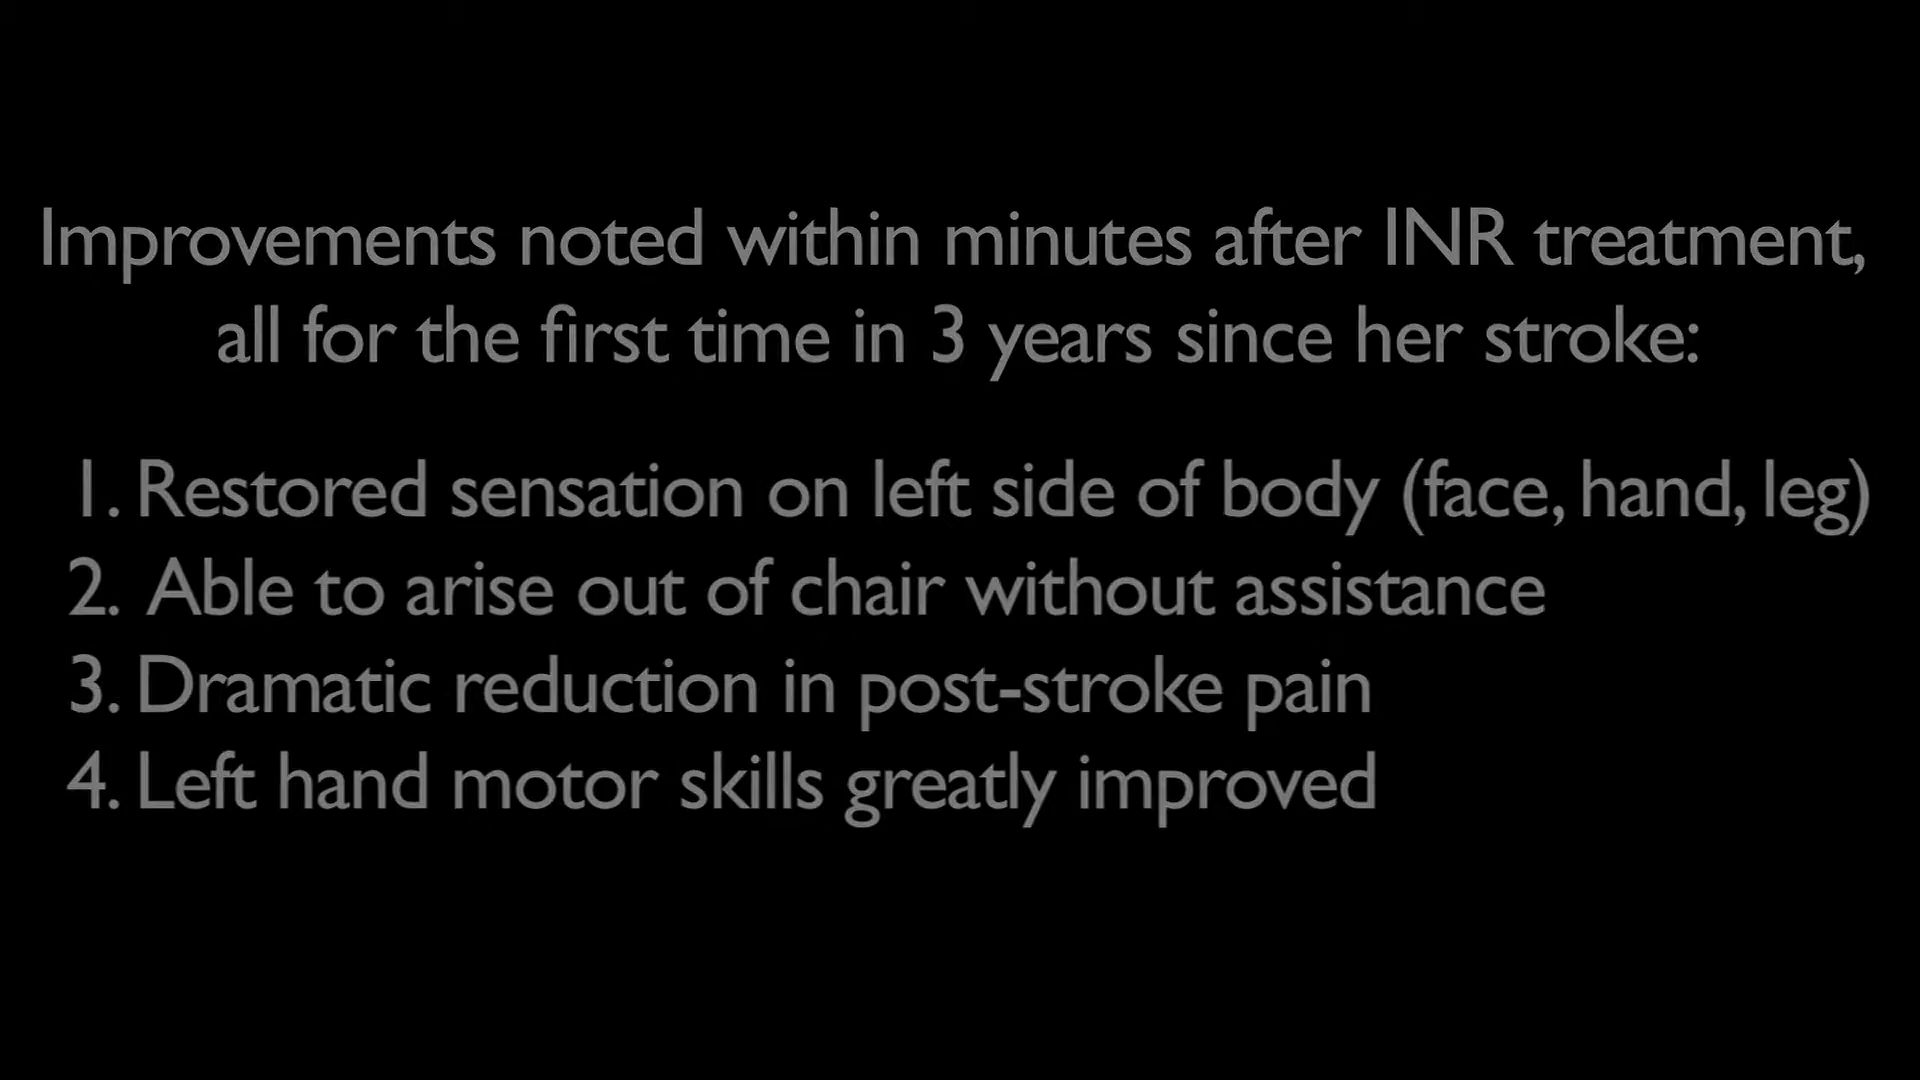 Improvements noted within minutes after INR treatment,
all for the first time in 3 years since her stroke:
1. Restored sensation on left side of body (face, hand, leg)
2. Able to arise out of chair without assistance
3. Dramatic reduction in post-stroke pain
4. Left hand motor skills greatly improved